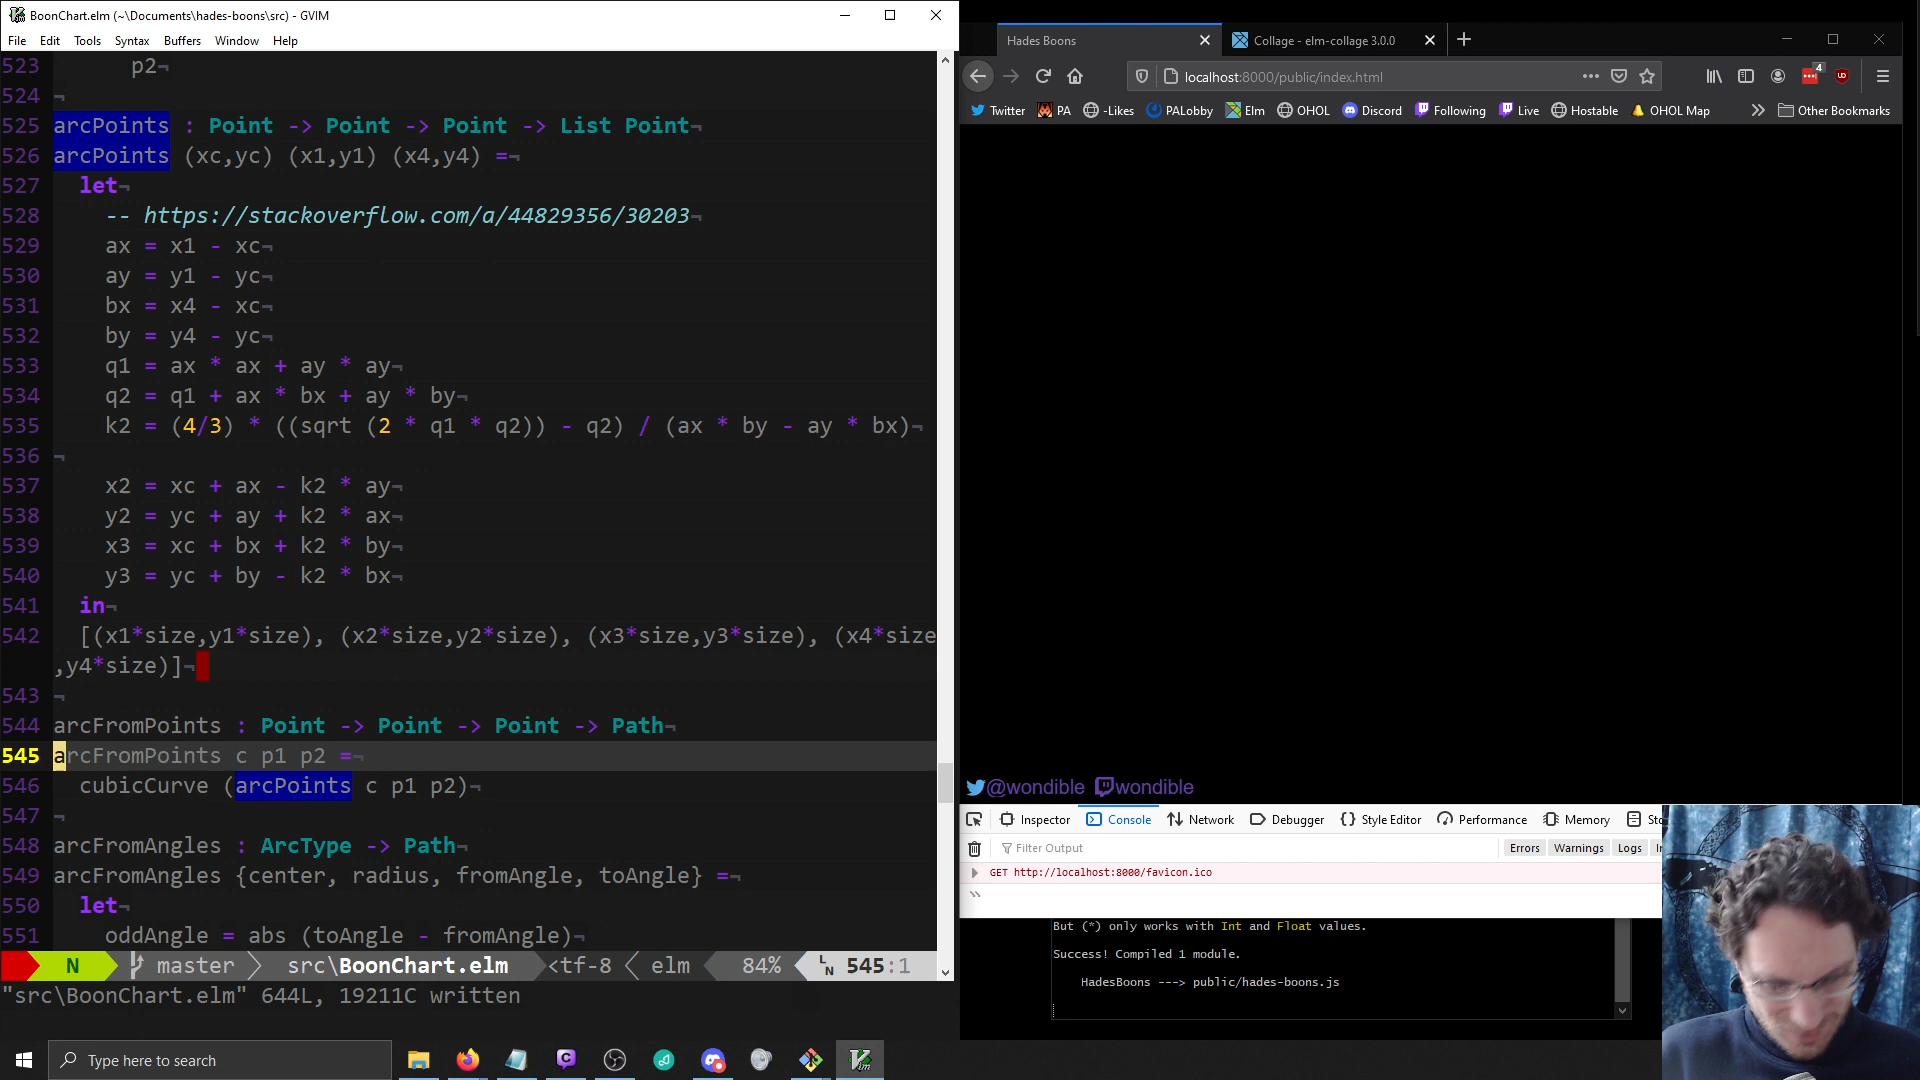 BoonChart.elm (~\Documents\hades-boons\src) - GVIM
File Edit Tools Syntax Buffers Window Help
523 p2¬
524 ¬
525 arcPoints : Point -> Point -> Point -> List Point¬
526 arcPoints (xc,yc) (x1,y1) (x4,y4) =¬
527 let¬
528 -- https://stackoverflow.com/a/44829356/30203¬
529 ax = x1 - xc¬
530 ay = y1 - yc¬
531 bx = x4 - xc¬
532 by = y4 - yc¬
533 q1 = ax * ax + ay * ay¬
534 q2 = q1 + ax * bx + ay * by¬
535 k2 = (4/3) * ((sqrt (2 * q1 * q2)) - q2) / (ax * by - ay * bx)¬
536 ¬
537 x2 = xc + ax - k2 * ay¬
538 y2 = yc + ay + k2 * ax¬
539 x3 = xc + bx + k2 * by¬
540 y3 = yc + by - k2 * bx¬
541 in¬
542 [(x1*size,y1*size), (x2*size,y2*size), (x3*size,y3*size), (x4*size
,y4*size)]¬
543 ¬
544 arcFromPoints : Point -> Point -> Point -> Path¬
545 arcFromPoints c p1 p2 =¬
546 cubicCurve (arcPoints c p1 p2)¬
547 ¬
548 arcFromAngles : ArcType -> Path¬
549 arcFromAngles {center, radius, fromAngle, toAngle} =¬
550 let¬
551 oddAngle = abs (toAngle - fromAngle)¬
N master src\BoonChart.elm <tf-8 elm 84% LN 545:1
"src\BoonChart.elm" 644L, 19211C written
Hades Boons
Collage - elm-collage 3.0.0
localhost:8000/public/index.html
4
Twitter PA -Likes PALobby Elm OHOL Discord Following Live Hostable OHOL Map Other Bookmarks
@wondible wondible
Inspector Console Network Debugger Style Editor Performance Memory Sto
Filter Output Errors Warnings Logs
GET http://localhost:8000/favicon.ico
But (*) only works with Int and Float values.
Success! Compiled 1 module.
HadesBoons ---> public/hades-boons.js
Type here to search